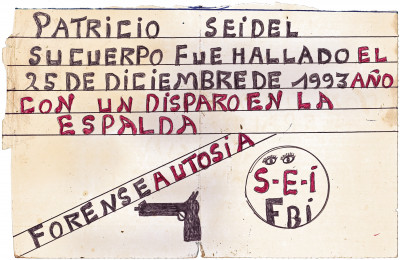 PATRICIO SEIDEL
SU CUERPO FUE HALLADO EL
25 DE DICIEMBRE DE 1993 AÑO
CON UN DISPARO EN LA
ESPALDA
FORENSE AUTOSIA
S-E-i
FBi